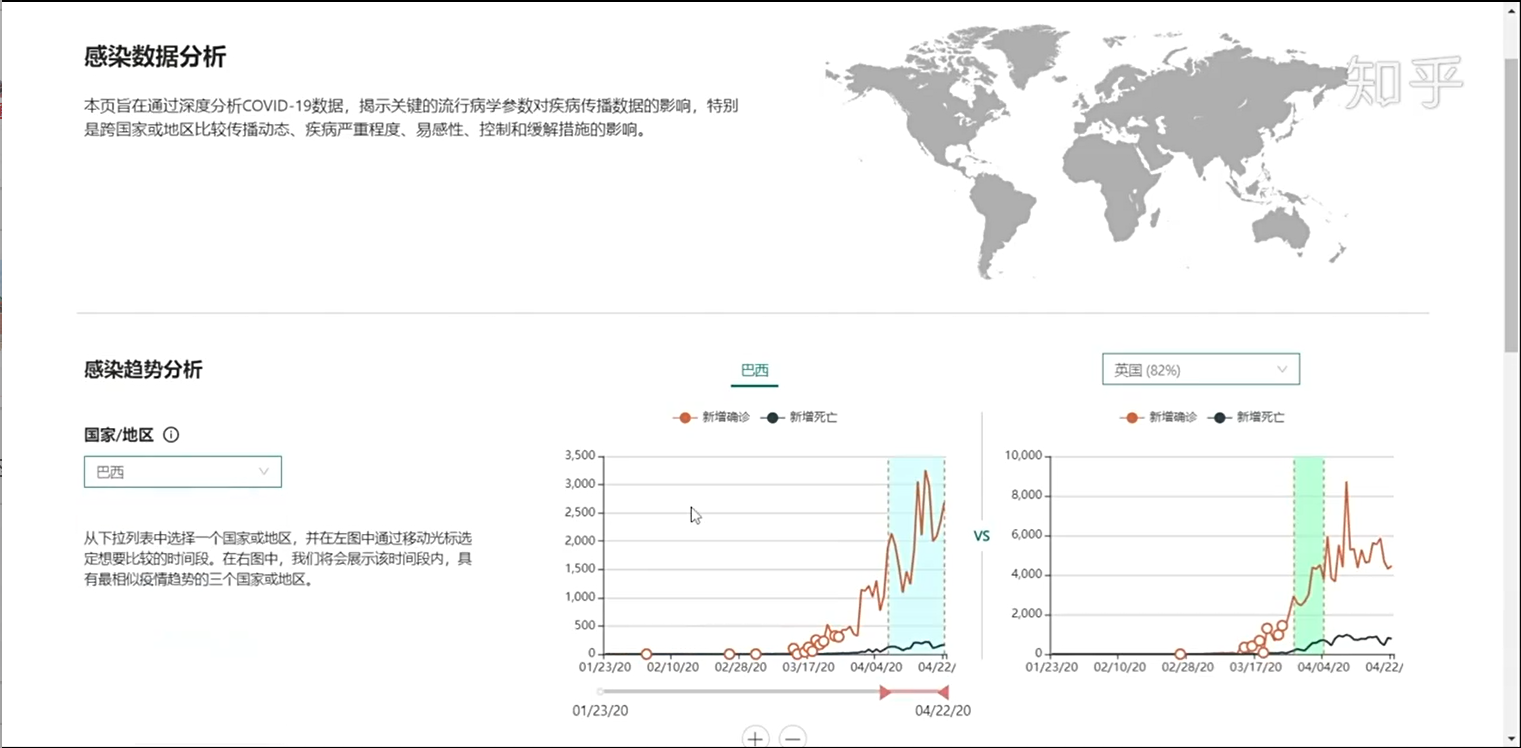 感染数据分析
知乎
本页旨在通过深度分析COVID-19数据，揭示关键的流行病学参数对疾病传播数据的影响，特别
是跨国家或地区比较传播动态、疾病严重程度、易感性、控制和缓解措施的影响。
感染趋势分析
国家/地区
巴西
从下拉列表中选择一个国家或地区，并在左图中通过移动光标选
定想要比较的时间段。在右图中，我们将会展示该时间段内，具
有最相似疫情趋势的三个国家或地区。
巴西
新增确诊 新增死亡
3,500
3,000
2,500
2,000
1,500
1,000
500
0
01/23/20 02/10/20 02/28/20 03/17/20 04/04/20 04/22/
01/23/20 04/22/20
VS
英国 (82%)
新增确诊 新增死亡
10,000
8,000
6,000
4,000
2,000
0
01/23/20 02/10/20 02/28/20 03/17/20 04/04/20 04/22/